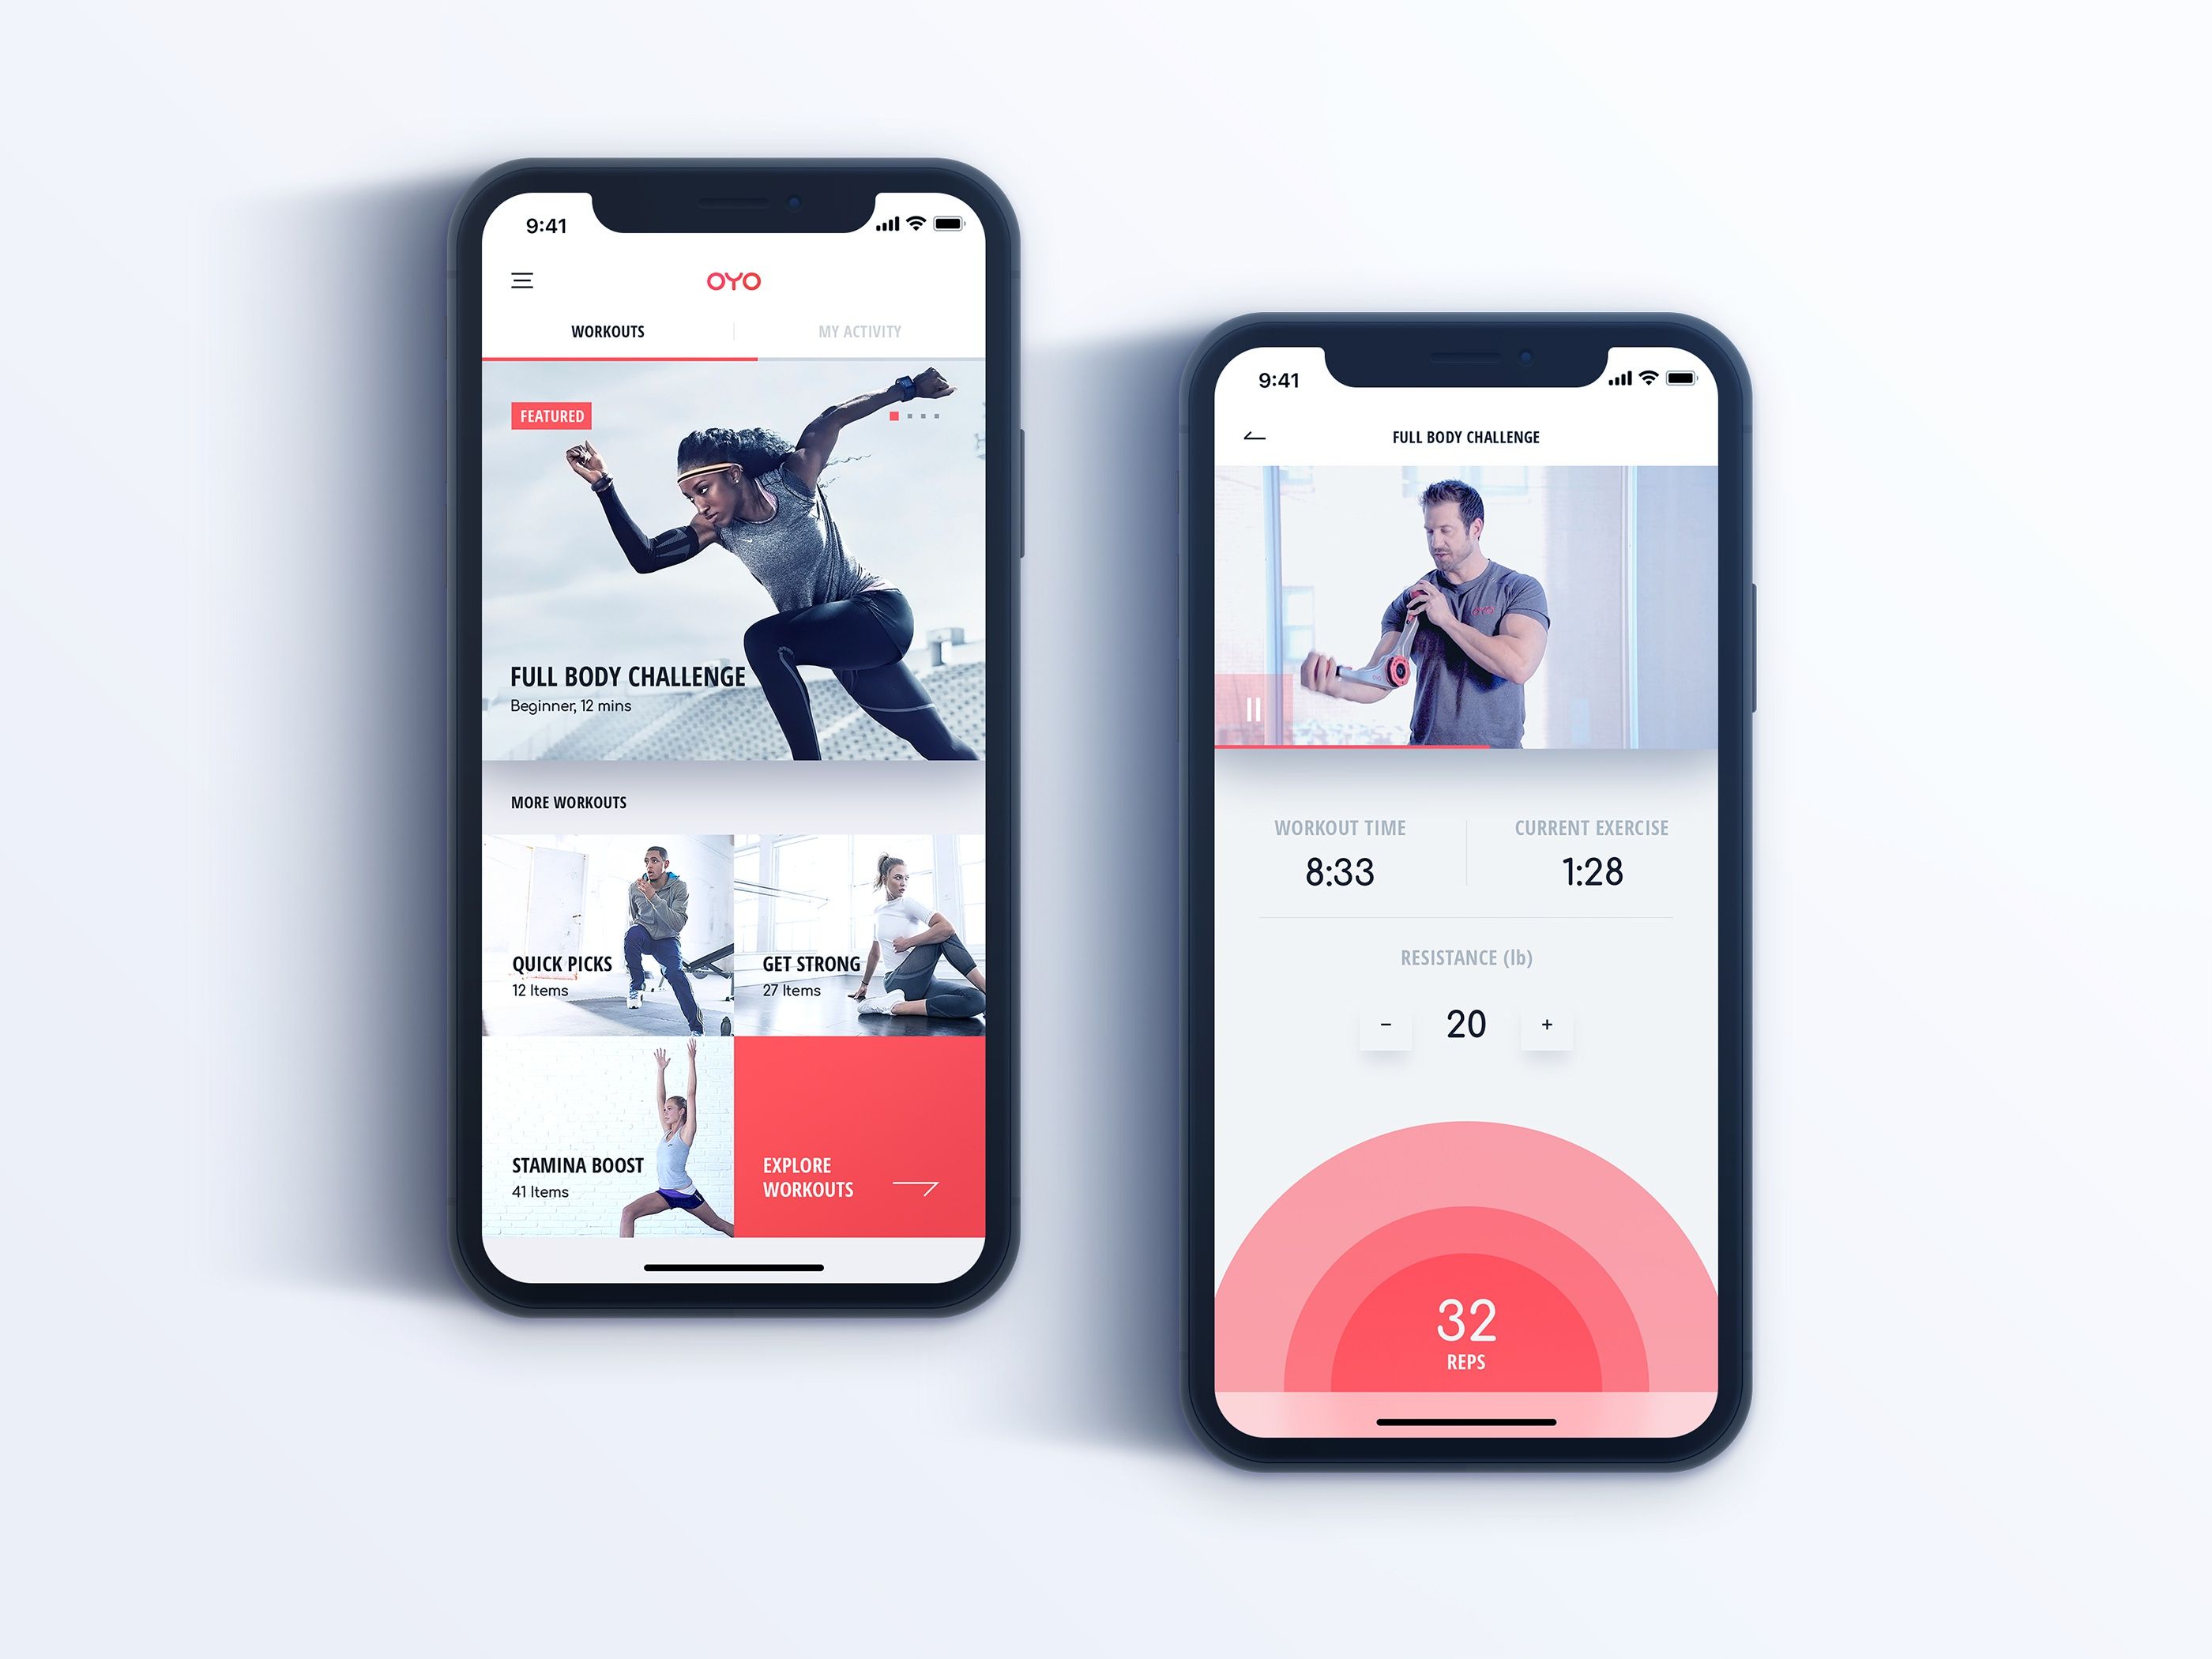 9:41
OYO
WORKOUTS
MY ACTIVITY
FEATURED
FULL BODY CHALLENGE
Beginner, 12 mins
MORE WORKOUTS
QUICK PICKS
12 Items
GET STRONG
27 Items
STAMINA BOOST
41 Items
EXPLORE
WORKOUTS
9:41
FULL BODY CHALLENGE
OYO
OYO
WORKOUT TIME
8:33
CURRENT EXERCISE
1:28
RESISTANCE (lb)
− 20 +
32
REPS